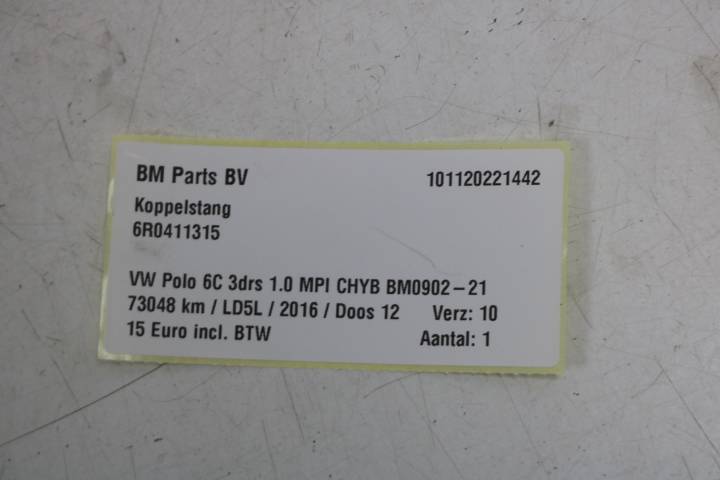 BM Parts BV 101120221442
Koppelstang
6R0411315
VW Polo 6C 3drs 1.0 MPI CHYB BM0902-21
73048 km / LD5L / 2016 / Doos 12 Verz: 10
15 Euro incl. BTW Aantal: 1